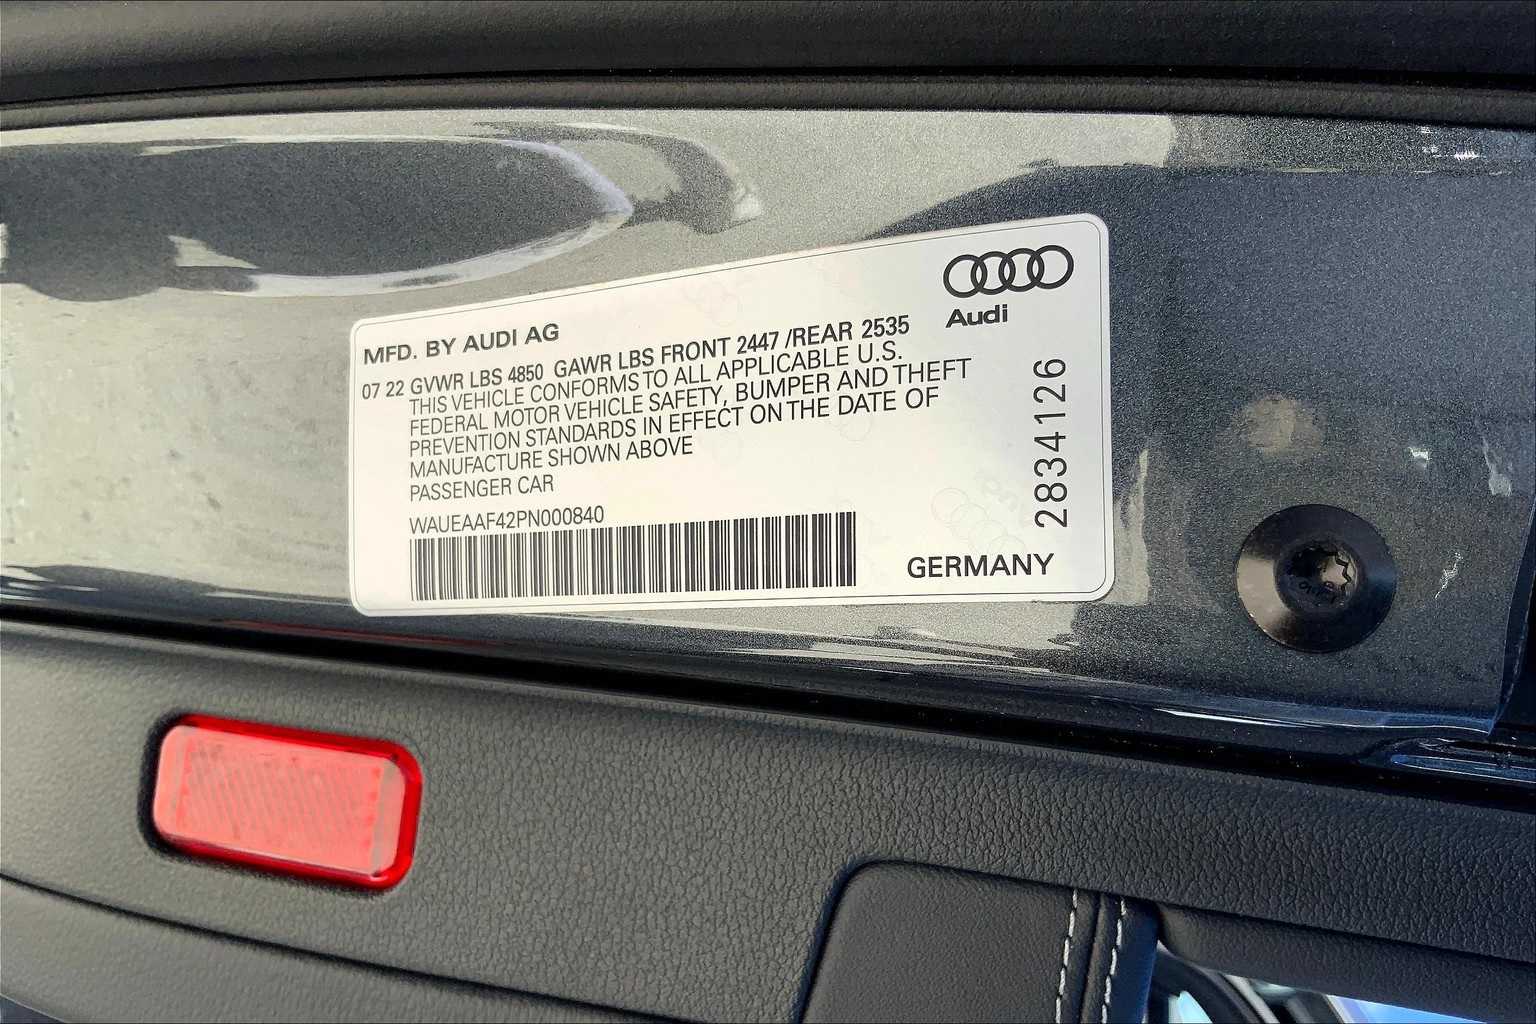 Audi
MFD. BY AUDI AG
07 22 GVWR LBS 4850 GAWR LBS FRONT 2447 /REAR 2535
THIS VEHICLE CONFORMS TO ALL APPLICABLE U.S.
FEDERAL MOTOR VEHICLE SAFETY, BUMPER AND THEFT
PREVENTION STANDARDS IN EFFECT ON THE DATE OF
MANUFACTURE SHOWN ABOVE
PASSENGER CAR
WAUEAAF42PN000840
GERMANY
2834126